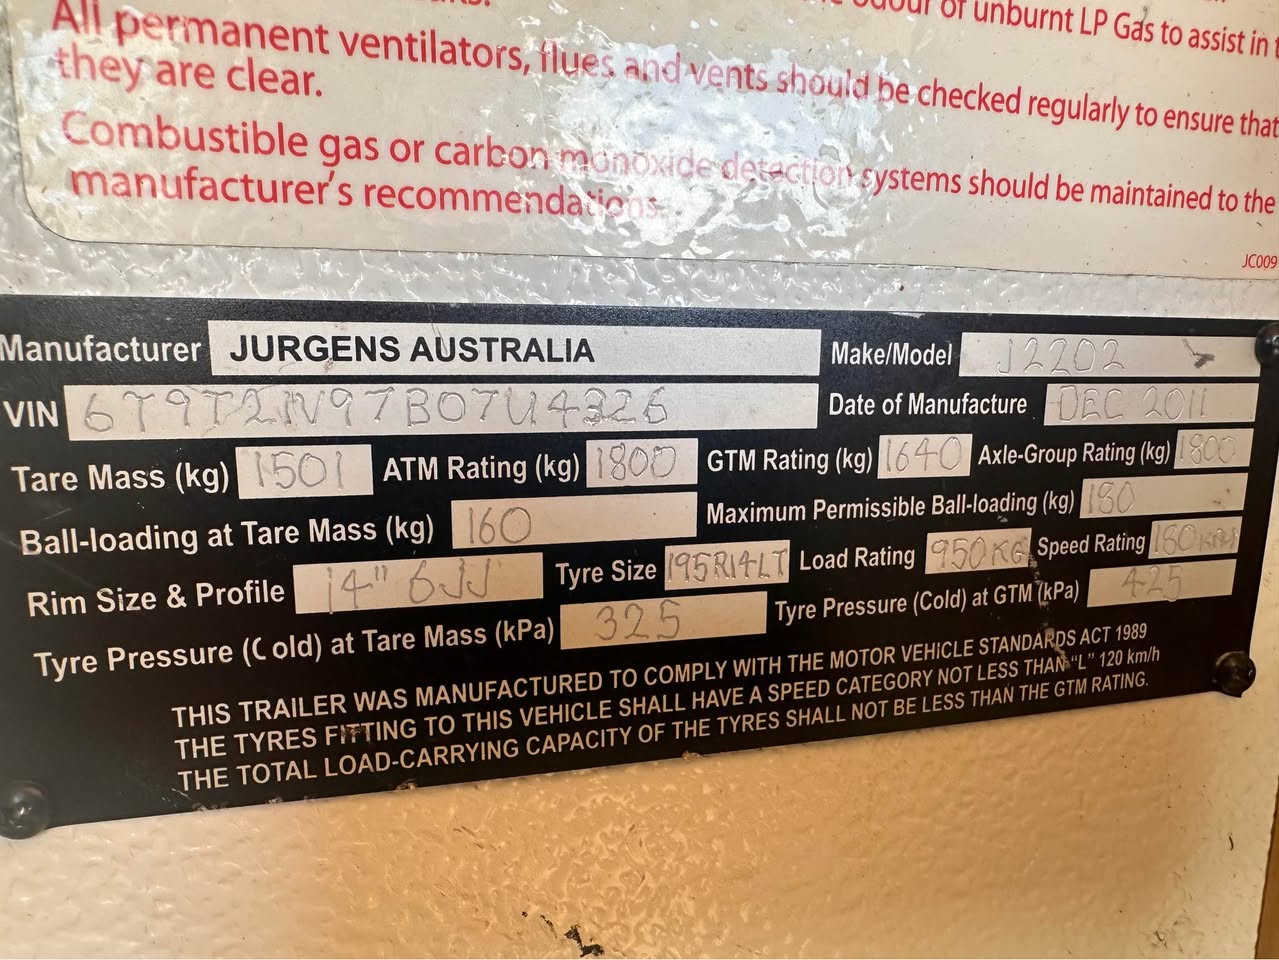 All permanent ventilators, flues and vents should be checked regularly to ensure that
they are clear.
of unburnt LP Gas to assist in
Combustible gas or carbon monoxide detection systems should be maintained to the
manufacturer's recommendations.
JC009
Manufacturer JURGENS AUSTRALIA Make/Model J2202
VIN 6T9T21V97B07U4326 Date of Manufacture DEC 2011
Tare Mass (kg) 1501 ATM Rating (kg) 1800 GTM Rating (kg) 1640 Axle-Group Rating (kg) 1800
Ball-loading at Tare Mass (kg) 160 Maximum Permissible Ball-loading (kg) 180
Rim Size & Profile 14" 6JJ Tyre Size 195R14LT Load Rating 950KG Speed Rating
Tyre Pressure (Cold) at Tare Mass (kPa) 325 Tyre Pressure (Cold) at GTM (kPa) 425
THIS TRAILER WAS MANUFACTURED TO COMPLY WITH THE MOTOR VEHICLE STANDARDS ACT 1989
THE TYRES FITTING TO THIS VEHICLE SHALL HAVE A SPEED CATEGORY NOT LESS THAN "L" 120 km/h
THE TOTAL LOAD-CARRYING CAPACITY OF THE TYRES SHALL NOT BE LESS THAN THE GTM RATING.